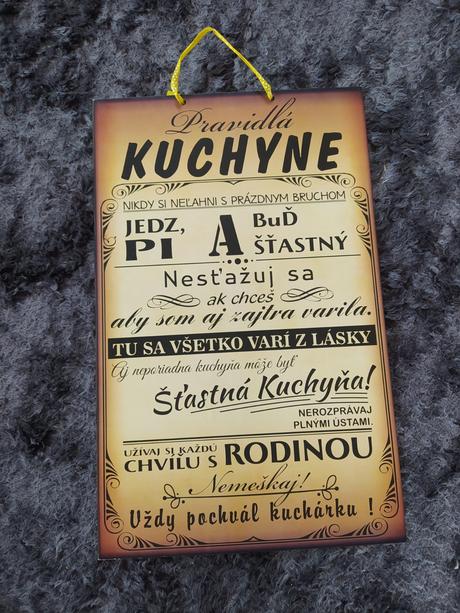 Pravidlá
KUCHYNE
NIKDY SI NEĽAHNI S PRÁZDNYM BRUCHOM
JEDZ,
PI
A
BuĎ
ŠŤASTNÝ
Nesťažuj sa
ak chceš
aby som aj zajtra varila.
TU SA VŠETKO VARÍ Z LÁSKY
Aj neporiadna kuchyňa môže byť
Šťastná Kuchyňa!
NEROZPRÁVAJ
PLNÝMI ÚSTAMI.
UŽÍVAJ SI KAŽDÚ
CHVÍĽU S RODINOU
Nemeškaj!
Vždy pochváľ kuchárku !